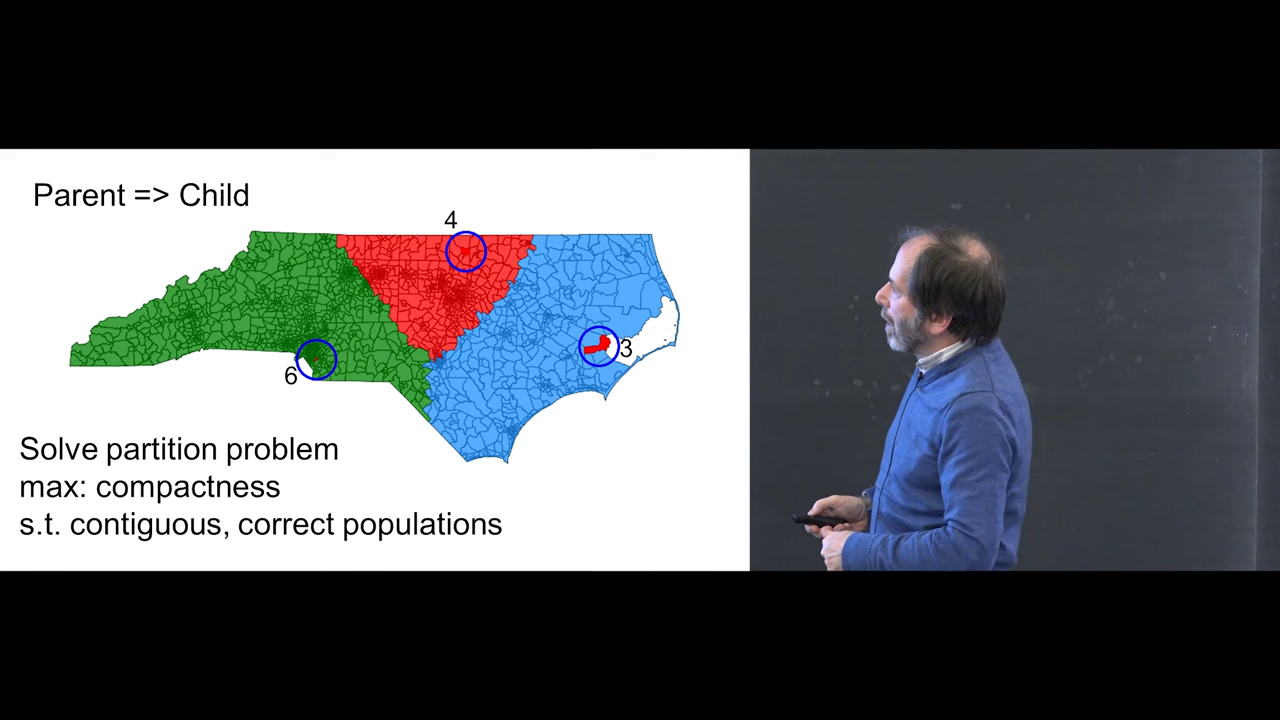 Parent => Child
4
3
6
Solve partition problem
max: compactness
s.t. contiguous, correct populations